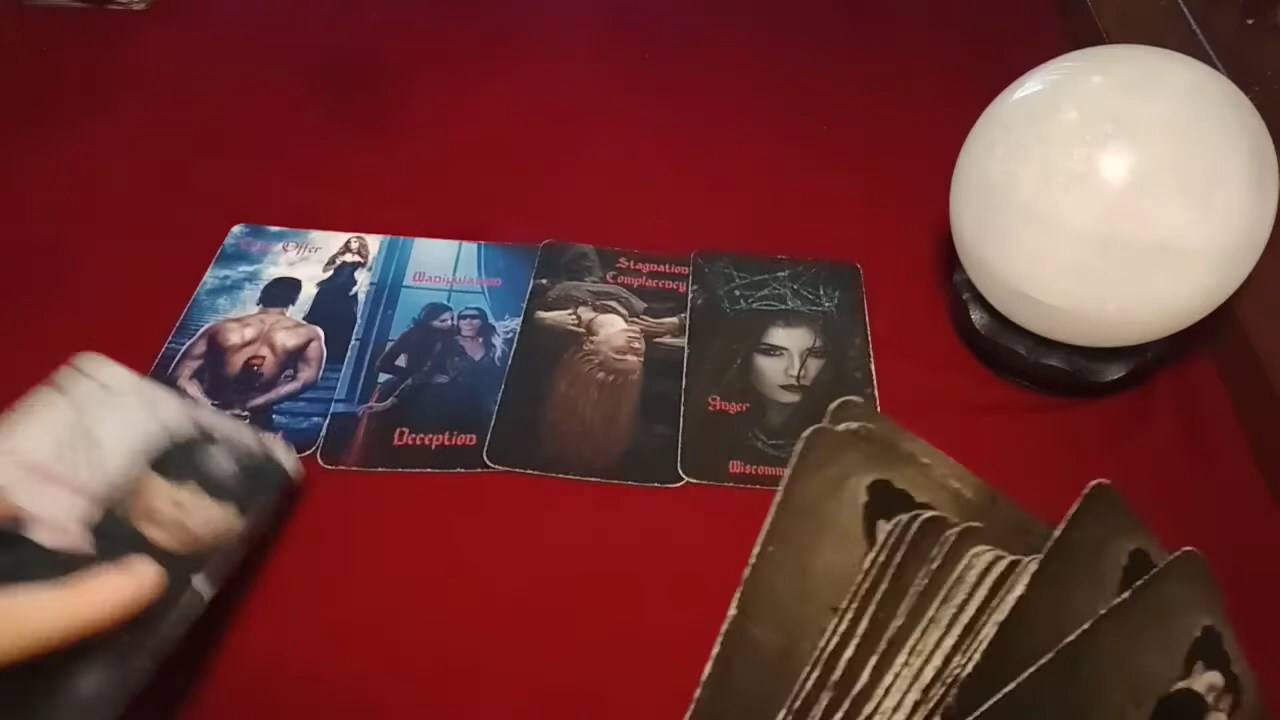 Offer
Manipulation
Deception
Stagnation
Complacency
Anger
Miscommu